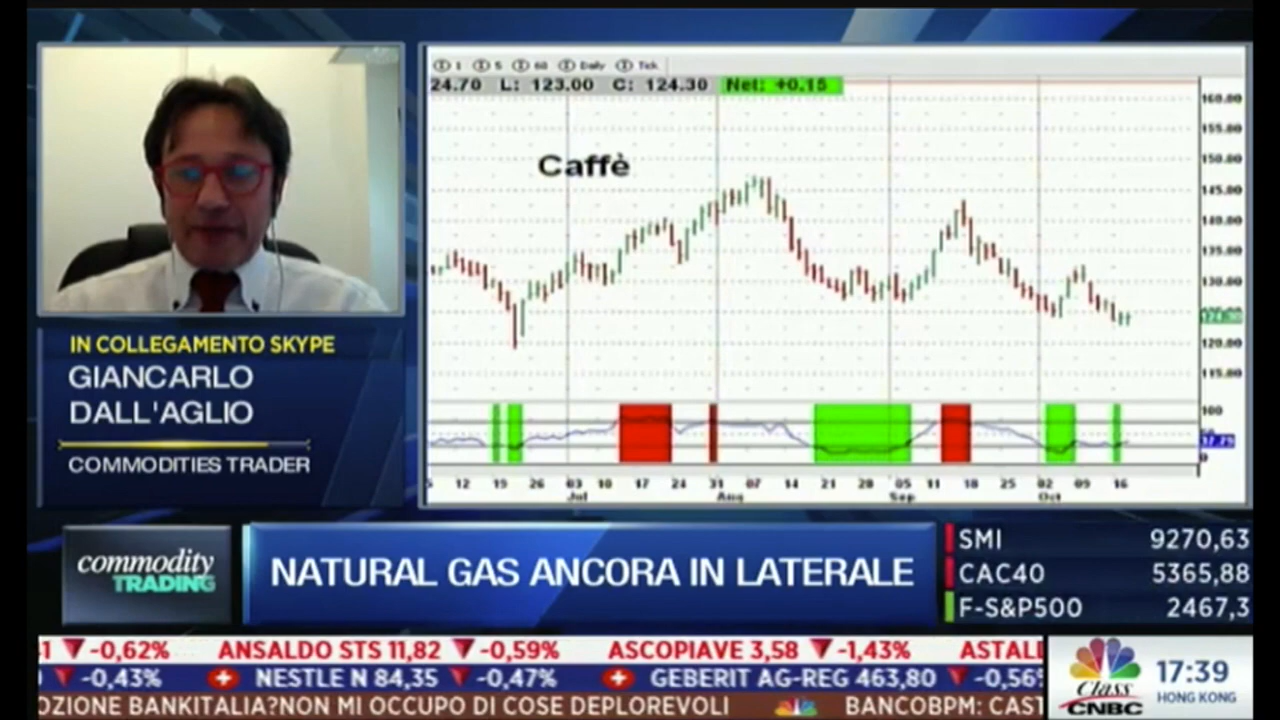 1 5 60 Daily Tick
24.70 L: 123.00 C: 124.30 Net: +0.15
Caffè
160.00
155.00
150.00
145.00
140.00
135.00
130.00
120.00
115.00
100
0
12 19 26 10 17 24 31 07 14 21 28 05 11 18 25 02 09 16
Jul Aug Sep Oct
IN COLLEGAMENTO SKYPE
GIANCARLO
DALL'AGLIO
COMMODITIES TRADER
commodity
TRADING
NATURAL GAS ANCORA IN LATERALE
SMI 9270,63
CAC40 5365,88
F-S&P500 2467,3
-0,62% ANSALDO STS 11,82 -0,59% ASCOPIAVE 3,58 -1,43% ASTALL
-0,43% NESTLE N 84,35 -0,47% GEBERIT AG-REG 463,80 -0,56%
OZIONE BANKITALIA?NON MI OCCUPO DI COSE DEPLOREVOLI BANCOBPM: CAST
Class
CNBC
17:39
HONG KONG